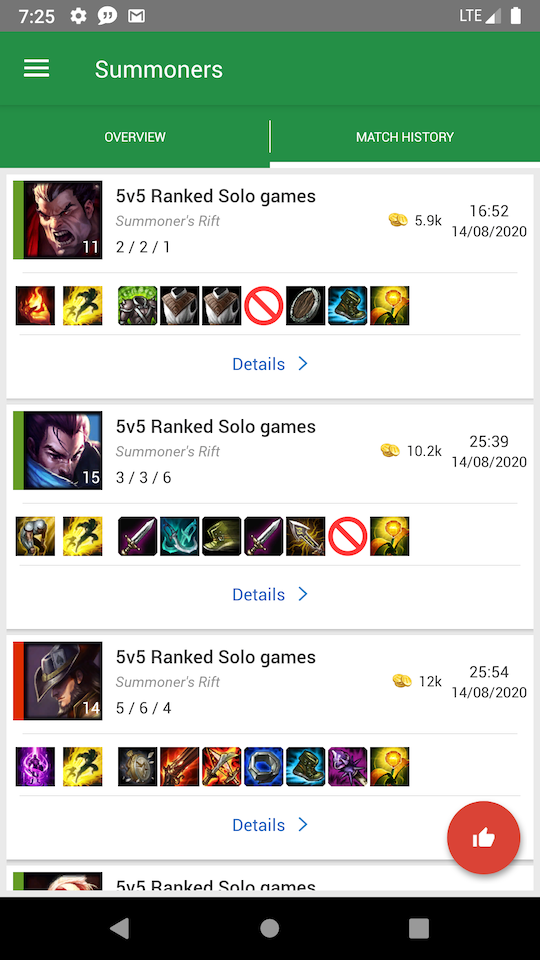 7:25
LTE
Summoners
OVERVIEW
MATCH HISTORY
5v5 Ranked Solo games
Summoner's Rift
2 / 2 / 1
11
5.9k
16:52
14/08/2020
Details
5v5 Ranked Solo games
Summoner's Rift
3 / 3 / 6
15
10.2k
25:39
14/08/2020
Details
5v5 Ranked Solo games
Summoner's Rift
5 / 6 / 4
14
12k
25:54
14/08/2020
Details
5v5 Ranked Solo games